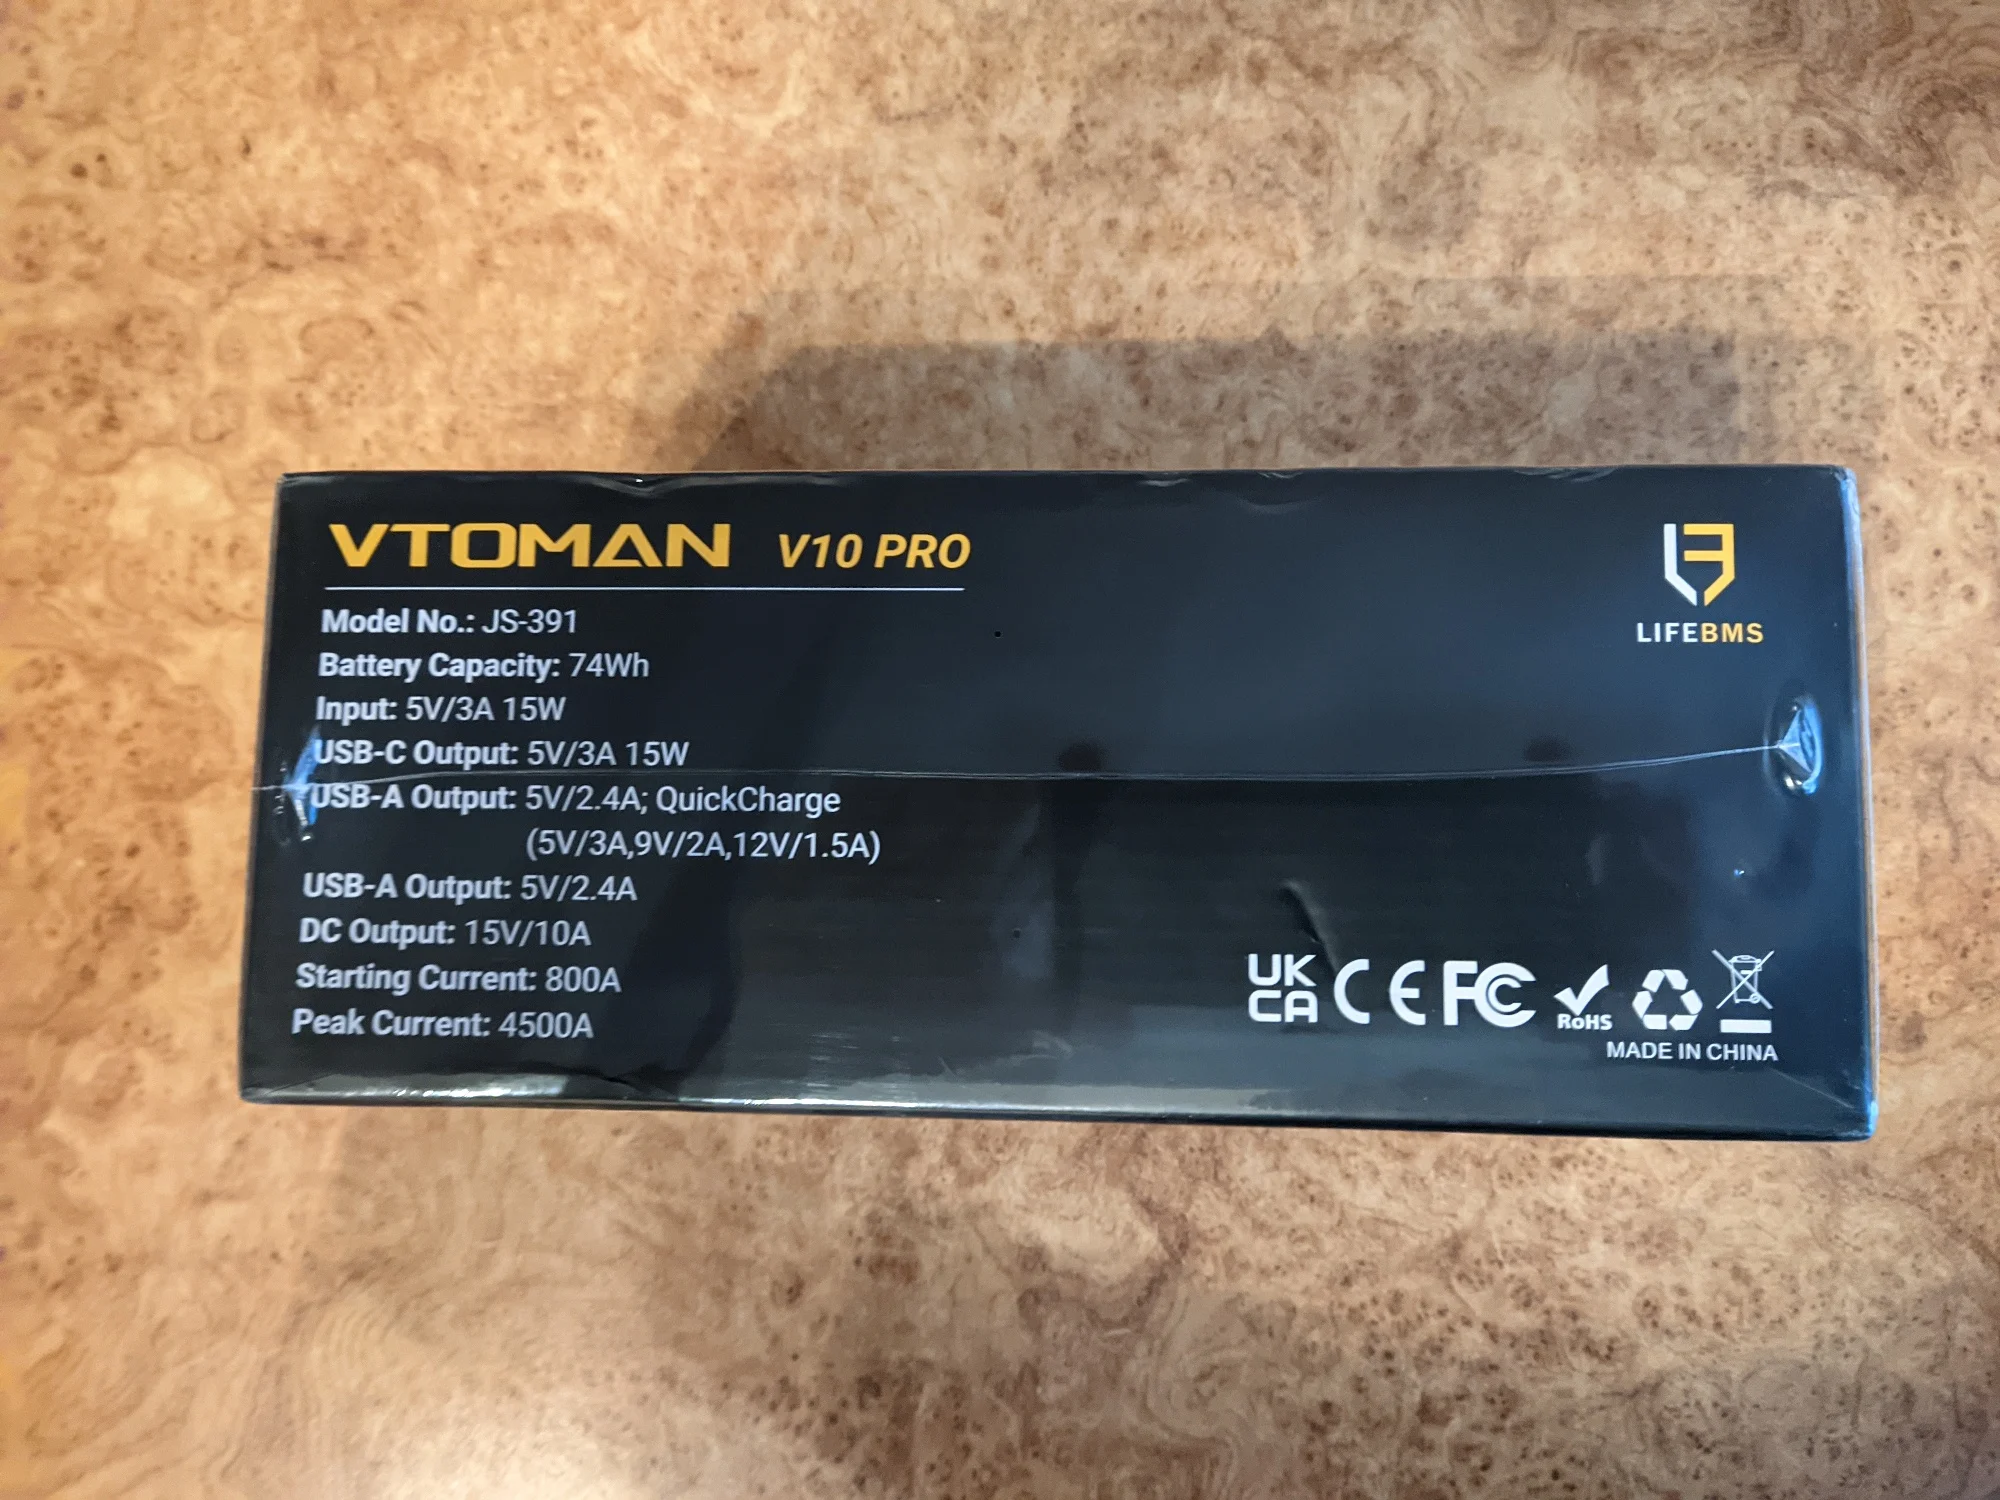 VTOMAN V10 PRO
LIFEBMS
Model No.: JS-391
Battery Capacity: 74Wh
Input: 5V/3A 15W
USB-C Output: 5V/3A 15W
USB-A Output: 5V/2.4A; QuickCharge
(5V/3A,9V/2A,12V/1.5A)
USB-A Output: 5V/2.4A
DC Output: 15V/10A
Starting Current: 800A
Peak Current: 4500A
UK
CA CE FC RoHS
MADE IN CHINA